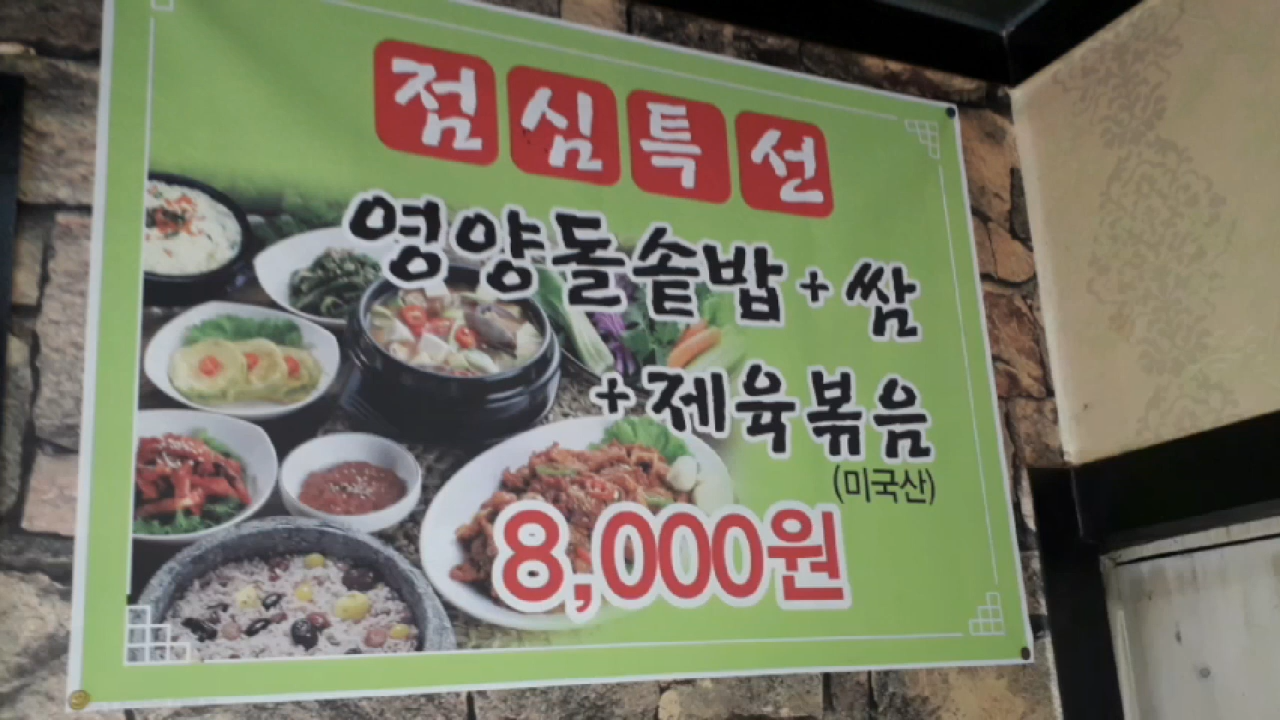 점심특선
영양돌솥밥+쌈
+제육볶음
(미국산)
8,000원